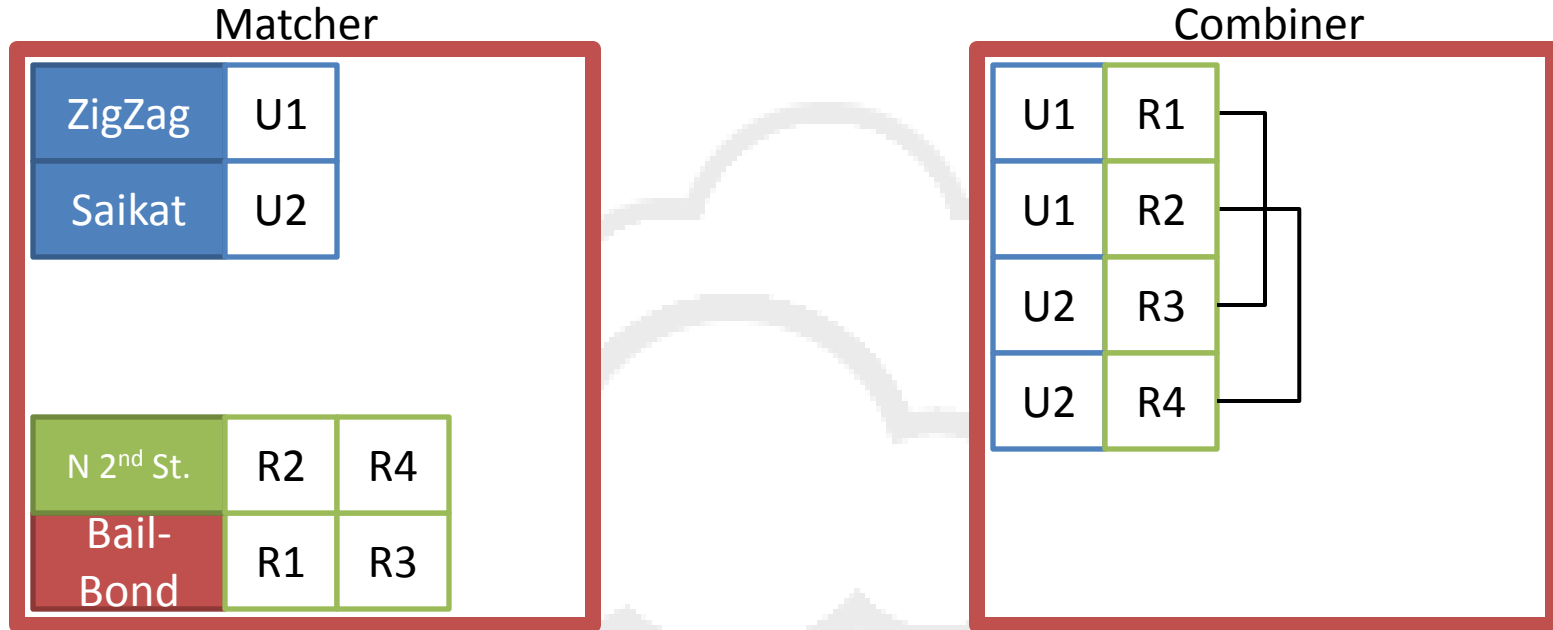 Matcher
ZigZag U1
Saikat U2
N 2nd St. R2 R4
Bail-
Bond R1 R3
Combiner
U1 R1
U1 R2
U2 R3
U2 R4